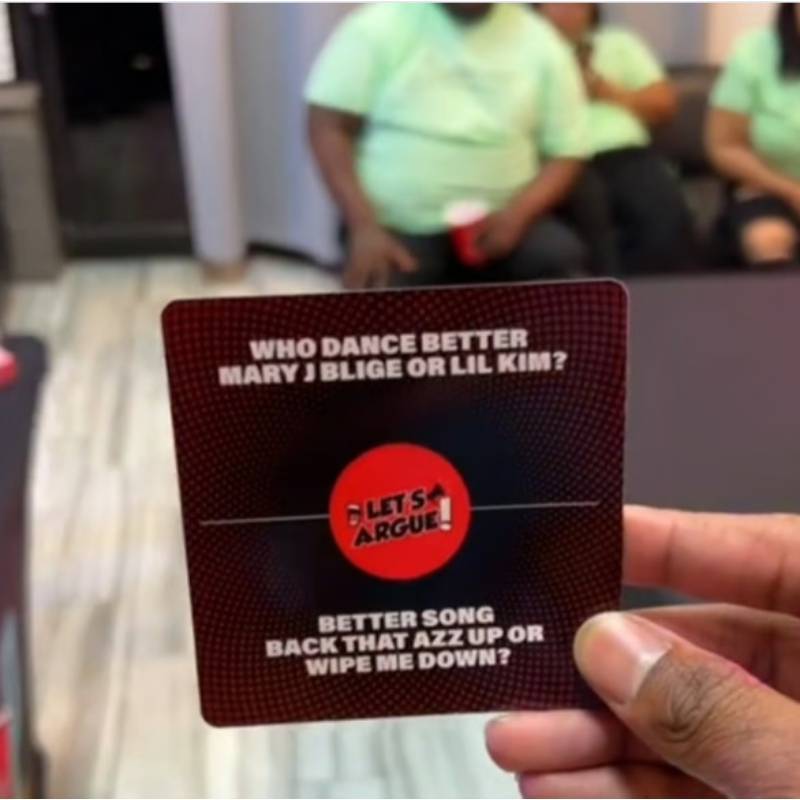 WHO DANCE BETTER
MARY J BLIGE OR LIL KIM?
LET'S
ARGUE!
BETTER SONG
BACK THAT AZZ UP OR
WIPE ME DOWN?